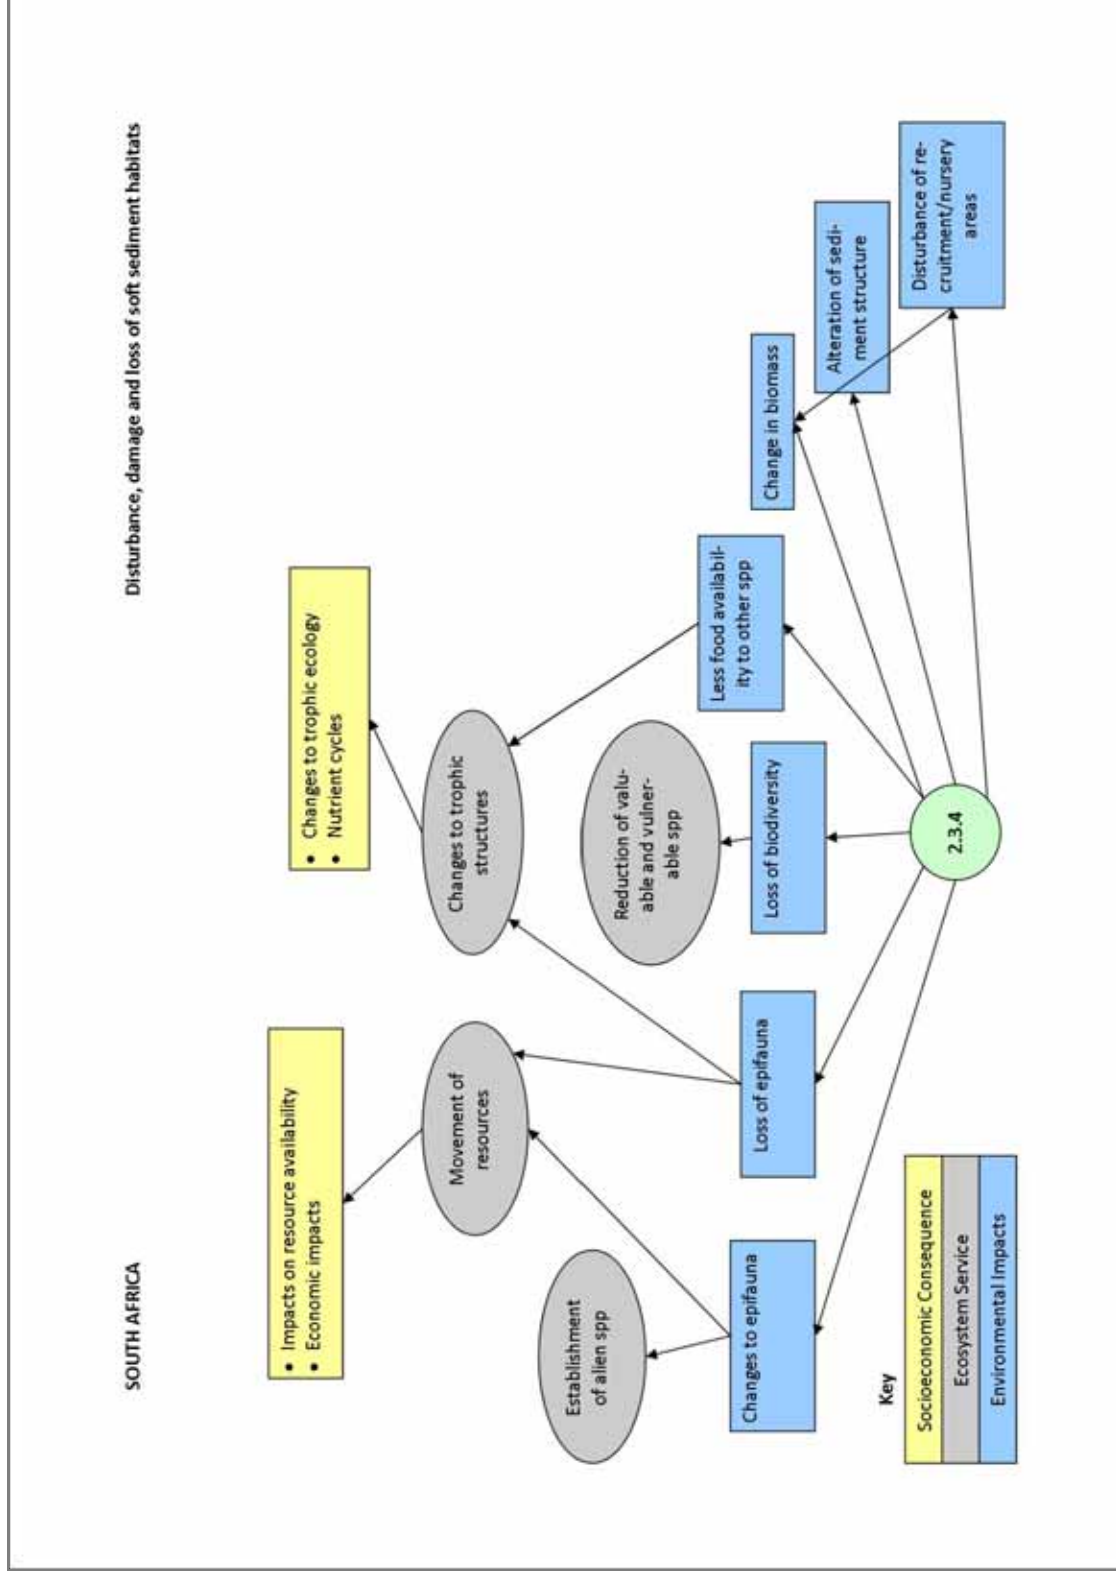 SOUTH AFRICA
Disturbance, damage and loss of soft sediment habitats
• Impacts on resource availability
• Economic impacts
• Changes to trophic ecology
• Nutrient cycles
Movement of
resources
Changes to trophic
structures
Establishment
of alien spp
Reduction of valu-
able and vulner-
able spp
Changes to epifauna
Loss of epifauna
Loss of biodiversity
Less food availabil-
ity to other spp
Change in biomass
Alteration of sedi-
ment structure
Disturbance of re-
cruitment/nursery
areas
2.3.4
Key
Socioeconomic Consequence
Ecosystem Service
Environmental Impacts